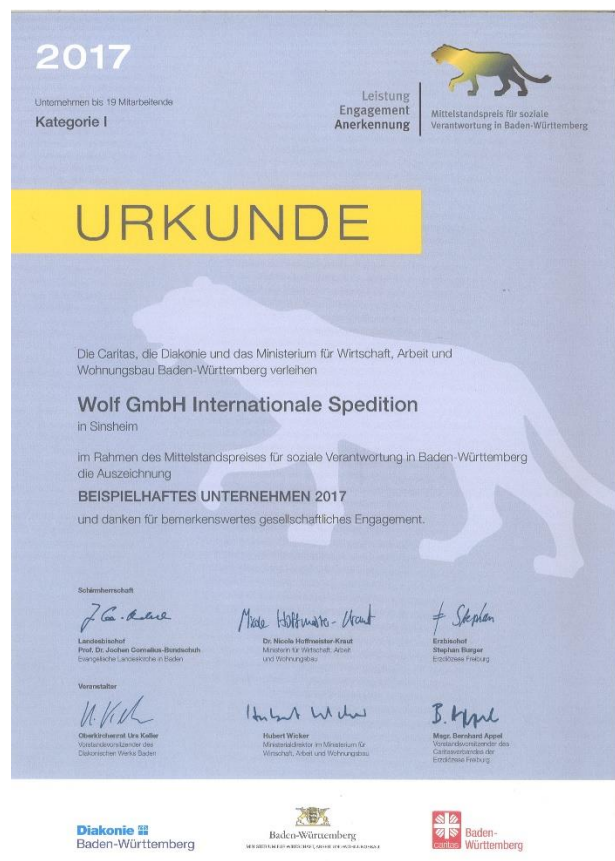 2017
Unternehmen bis 19 Mitarbeitende
Kategorie I
Leistung
Engagement
Anerkennung
Mittelstandspreis für soziale
Verantwortung in Baden-Württemberg
URKUNDE
Die Caritas, die Diakonie und das Ministerium für Wirtschaft, Arbeit und
Wohnungsbau Baden-Württemberg verleihen
Wolf GmbH Internationale Spedition
in Sinsheim
im Rahmen des Mittelstandspreises für soziale Verantwortung in Baden-Württemberg
die Auszeichnung
BEISPIELHAFTES UNTERNEHMEN 2017
und danken für bemerkenswertes gesellschaftliches Engagement.
Schirmherrschaft
Landesbischof
Prof. Dr. Jochen Cornelius-Bundschuh
Evangelische Landeskirche in Baden
Dr. Nicole Hoffmeister-Kraut
Ministerin für Wirtschaft, Arbeit
und Wohnungsbau
Erzbischof
Stephan Burger
Erzdiözese Freiburg
Veranstalter
Oberkirchenrat Urs Keller
Vorstandsvorsitzender des
Diakonischen Werks Baden
Hubert Wicker
Ministerialdirektor im Ministerium für
Wirtschaft, Arbeit und Wohnungsbau
Msgr. Bernhard Appel
Vorstandsvorsitzender des
Caritasverbandes der
Erzdiözese Freiburg
Diakonie
Baden-Württemberg
Baden-Württemberg
MINISTERIUM FÜR WIRTSCHAFT, ARBEIT UND WOHNUNGSBAU
caritas
Baden-
Württemberg